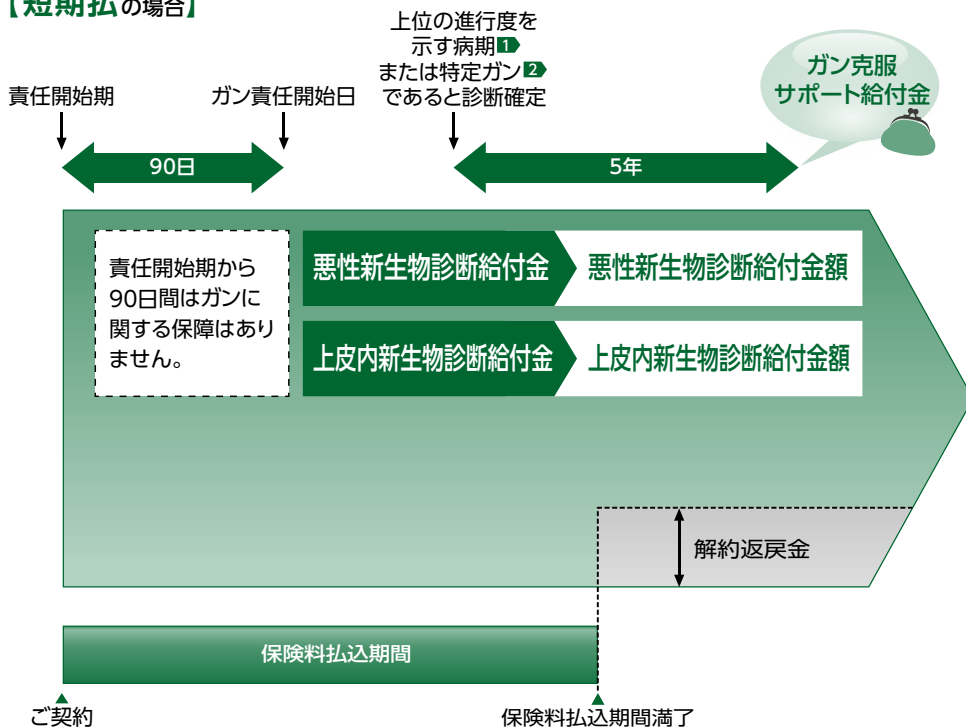 【短期払の場合】
上位の進行度を
示す病期1
または特定ガン2
であると診断確定
ガン克服
サポート給付金
責任開始期
ガン責任開始日
90日
5年
責任開始期から
90日間はガンに
関する保障はあり
ません。
悪性新生物診断給付金
悪性新生物診断給付金額
上皮内新生物診断給付金
上皮内新生物診断給付金額
解約返戻金
保険料払込期間
ご契約
保険料払込期間満了